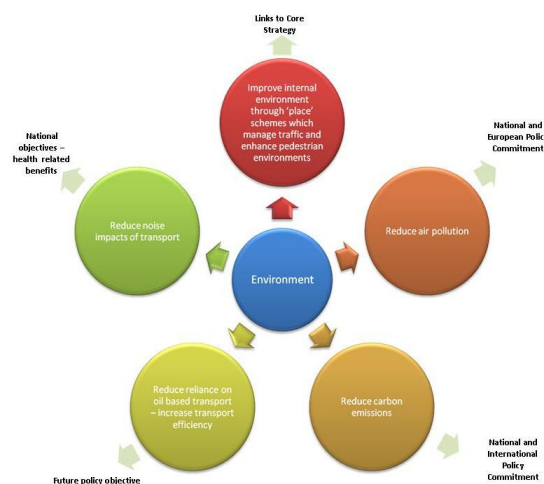 Links to Core
Strategy
Improve internal
environment
through ‘place’
schemes which
manage traffic and
enhance pedestrian
environments
National and
European Polic
Commitment
National
objectives –
health related
benefits
Reduce noise
impacts of transport
Reduce air pollution
Environment
Reduce reliance on
oil based transport
– increase transport
efficiency
Reduce carbon
emissions
National and
International
Policy
Commitment
Future policy objective